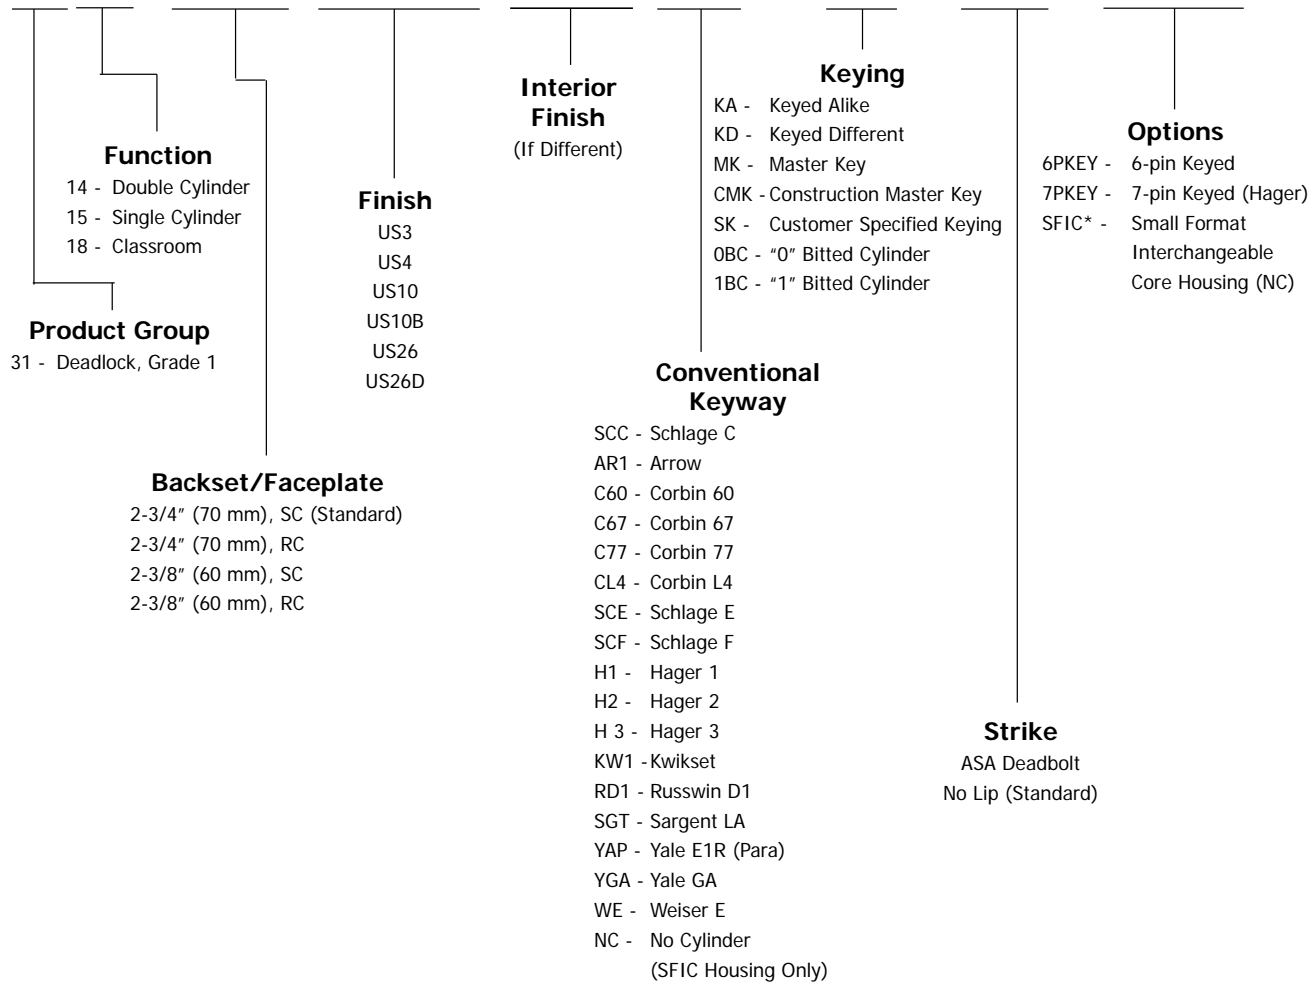 Function
14 - Double Cylinder
15 - Single Cylinder
18 - Classroom
Product Group
31 - Deadlock, Grade 1
Backset/Faceplate
2-3/4” (70 mm), SC (Standard)
2-3/4” (70 mm), RC
2-3/8” (60 mm), SC
2-3/8” (60 mm), RC
Finish
US3
US4
US10
US10B
US26
US26D
Interior
Finish
(If Different)
Conventional
Keyway
SCC - Schlage C
AR1 - Arrow
C60 - Corbin 60
C67 - Corbin 67
C77 - Corbin 77
CL4 - Corbin L4
SCE - Schlage E
SCF - Schlage F
H1 - Hager 1
H2 - Hager 2
H 3 - Hager 3
KW1 - Kwikset
RD1 - Russwin D1
SGT - Sargent LA
YAP - Yale E1R (Para)
YGA - Yale GA
WE - Weiser E
NC - No Cylinder
(SFIC Housing Only)
Keying
KA - Keyed Alike
KD - Keyed Different
MK - Master Key
CMK - Construction Master Key
SK - Customer Specified Keying
0BC - “0” Bitted Cylinder
1BC - “1” Bitted Cylinder
Strike
ASA Deadbolt
No Lip (Standard)
Options
6PKEY - 6-pin Keyed
7PKEY - 7-pin Keyed (Hager)
SFIC* - Small Format
Interchangeable
Core Housing (NC)